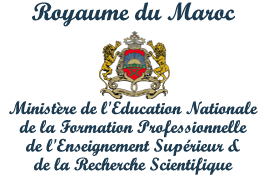 Royaume du Maroc
Ministère de l'Education Nationale
de la Formation Professionnelle
de l'Enseignement Supérieur &
de la Recherche Scientifique